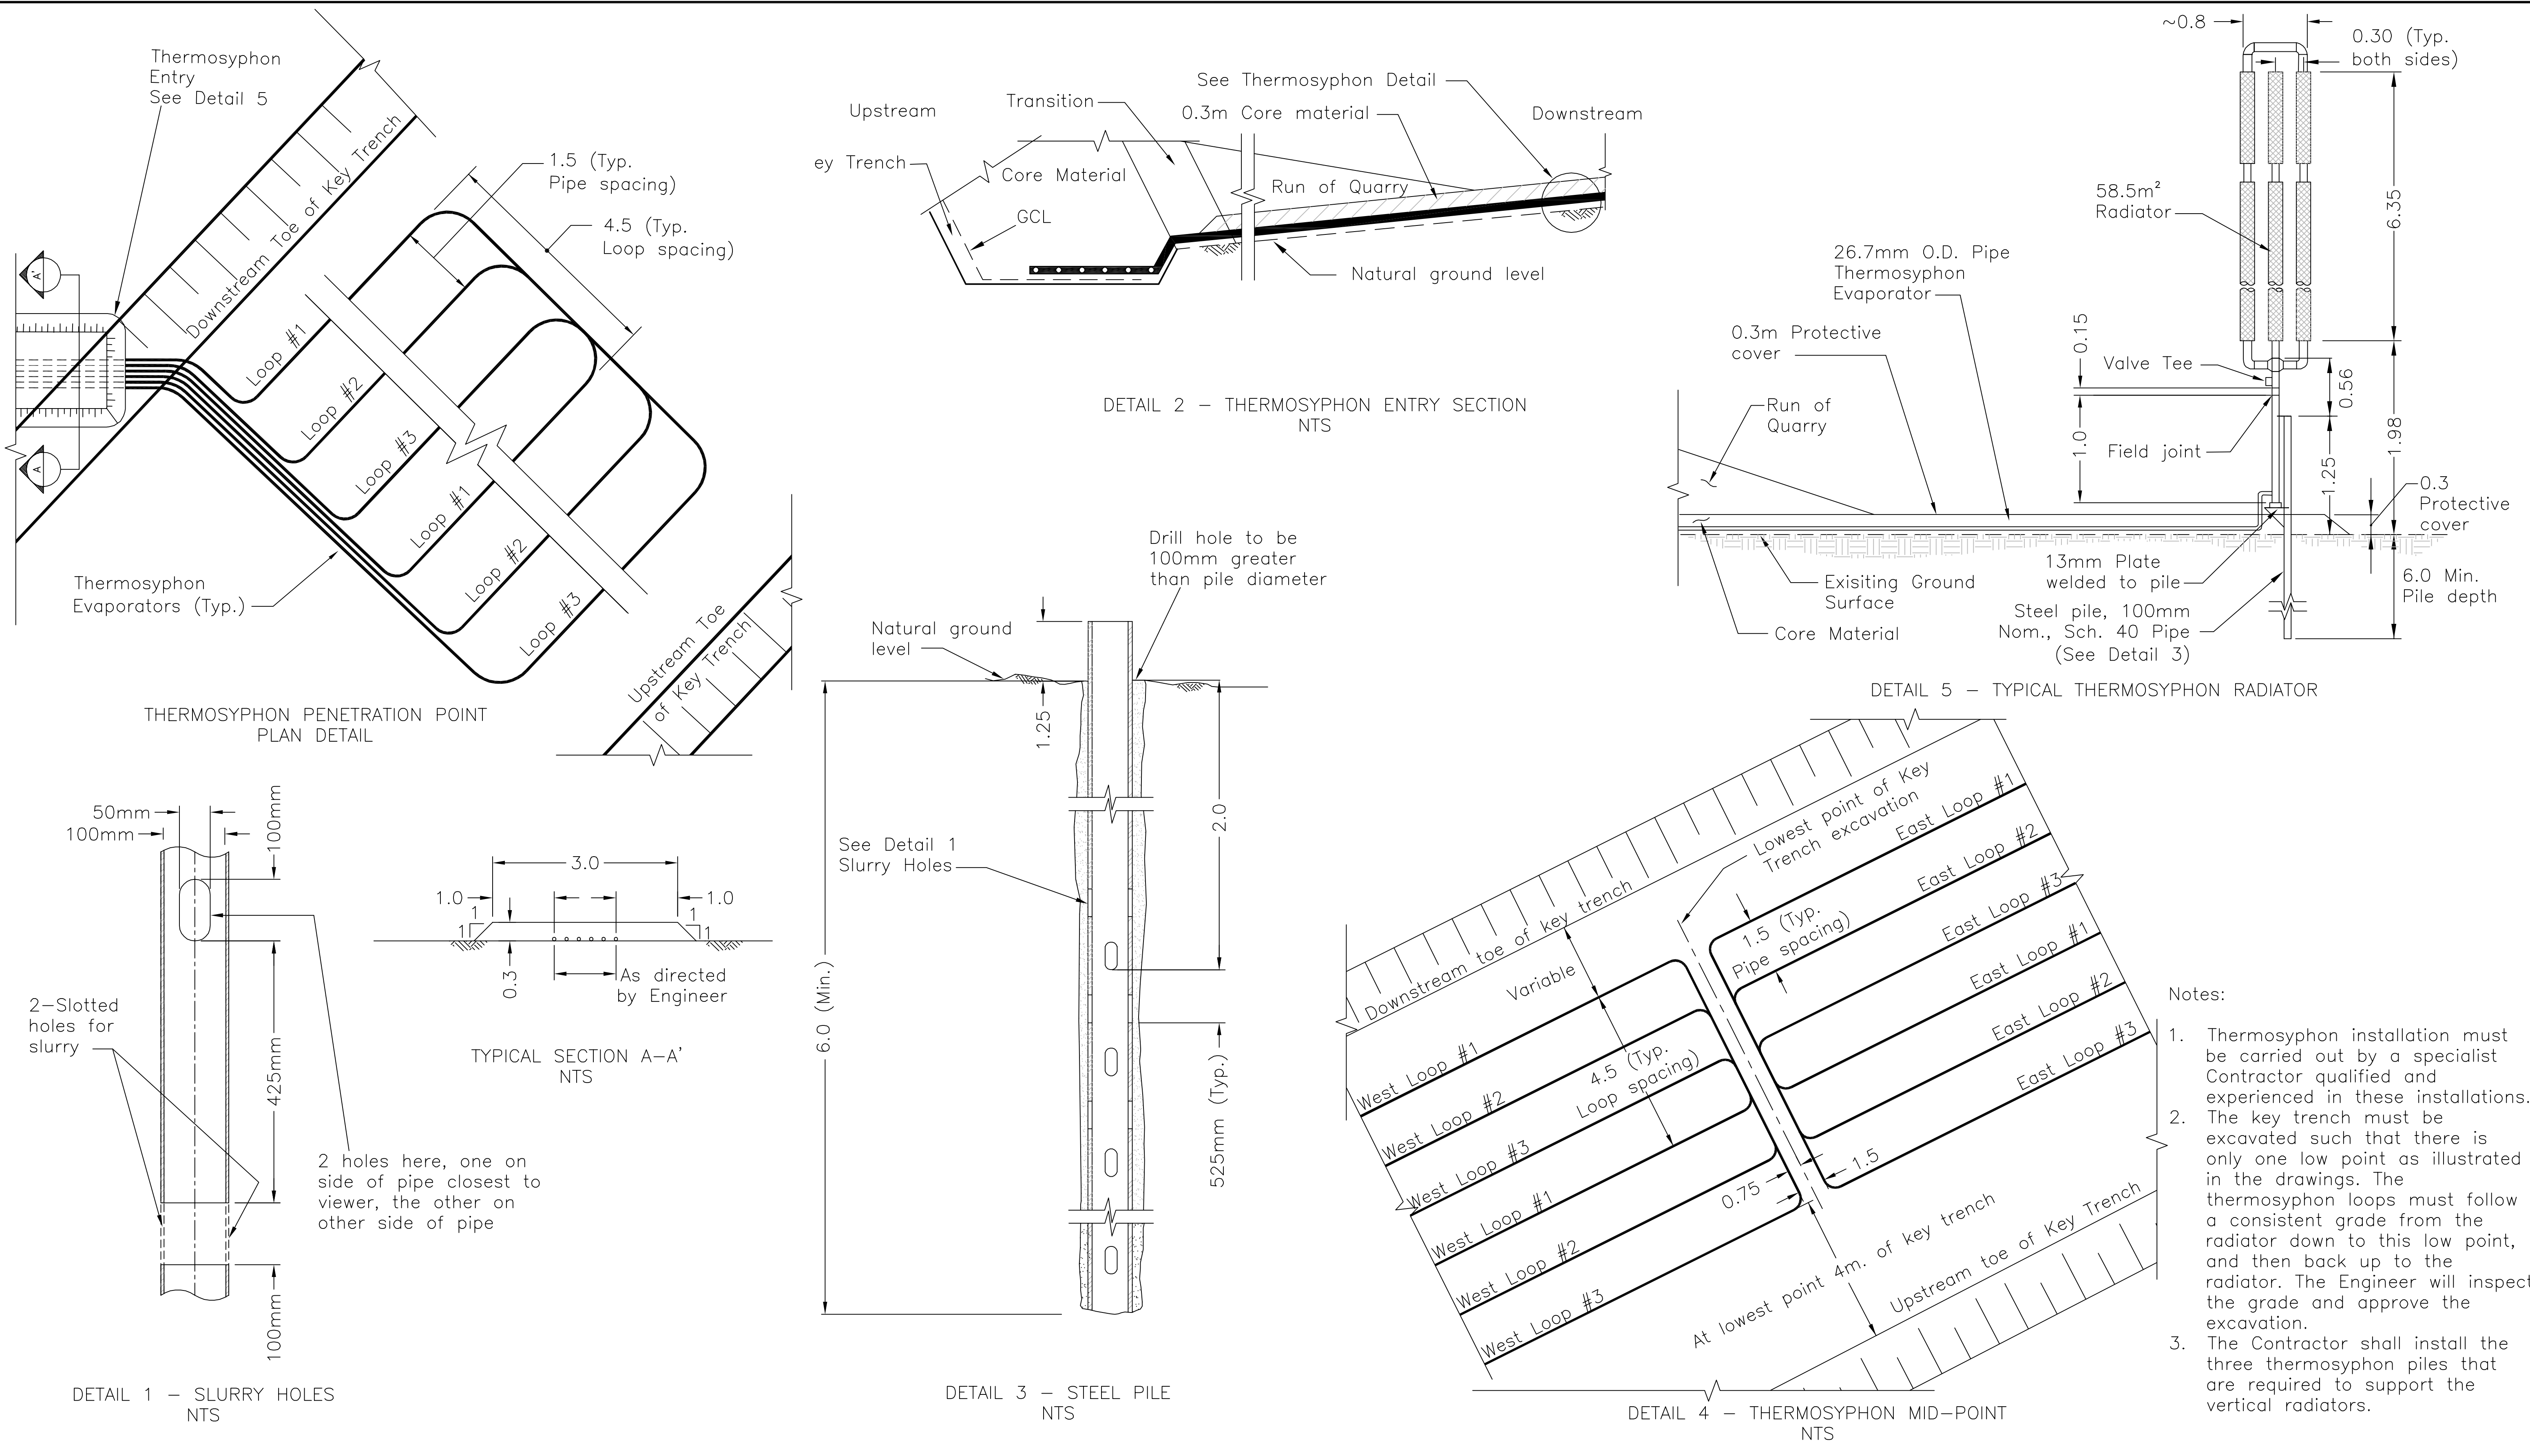 Thermosyphon
Entry
See Detail 5
A'
A
Downstream Toe of Key Trench
1.5 (Typ.
Pipe spacing)
4.5 (Typ.
Loop spacing)
Loop #1
Loop #2
Loop #3
Loop #1
Loop #2
Loop #3
Thermosyphon
Evaporators (Typ.)
Upstream Toe
of Key Trench
THERMOSYPHON PENETRATION POINT
PLAN DETAIL
Upstream
Transition
See Thermosyphon Detail
0.3m Core material
Downstream
ey Trench
Core Material
GCL
Run of Quarry
Natural ground level
DETAIL 2 – THERMOSYPHON ENTRY SECTION
NTS
~0.8
0.30 (Typ.
both sides)
58.5m²
Radiator
6.35
26.7mm O.D. Pipe
Thermosyphon
Evaporator
0.3m Protective
cover
0.15
Valve Tee
0.56
Run of
Quarry
1.0
Field joint
1.25
1.98
0.3
Protective
cover
13mm Plate
welded to pile
Exisiting Ground
Surface
6.0 Min.
Pile depth
Steel pile, 100mm
Nom., Sch. 40 Pipe
(See Detail 3)
Core Material
DETAIL 5 – TYPICAL THERMOSYPHON RADIATOR
50mm
100mm
100mm
425mm
2–Slotted
holes for
slurry
2 holes here, one on
side of pipe closest to
viewer, the other on
other side of pipe
100mm
DETAIL 1 – SLURRY HOLES
NTS
3.0
1.0
1.0
1
1
1
1
0.3
As directed
by Engineer
TYPICAL SECTION A–A'
NTS
Drill hole to be
100mm greater
than pile diameter
Natural ground
level
1.25
2.0
See Detail 1
Slurry Holes
6.0 (Min.)
525mm (Typ.)
DETAIL 3 – STEEL PILE
NTS
Lowest point of Key
Trench excavation
Downstream toe of key trench
Variable
1.5 (Typ.
Pipe spacing)
East Loop #1
East Loop #2
East Loop #3
East Loop #1
East Loop #2
East Loop #3
4.5 (Typ.
Loop spacing)
West Loop #1
West Loop #2
West Loop #3
West Loop #1
West Loop #2
West Loop #3
0.75
1.5
At lowest point 4m. of key trench
Upstream toe of Key Trench
DETAIL 4 – THERMOSYPHON MID–POINT
NTS
Notes:
1. Thermosyphon installation must
be carried out by a specialist
Contractor qualified and
experienced in these installations.
2. The key trench must be
excavated such that there is
only one low point as illustrated
in the drawings. The
thermosyphon loops must follow
a consistent grade from the
radiator down to this low point,
and then back up to the
radiator. The Engineer will inspect
the grade and approve the
excavation.
3. The Contractor shall install the
three thermosyphon piles that
are required to support the
vertical radiators.